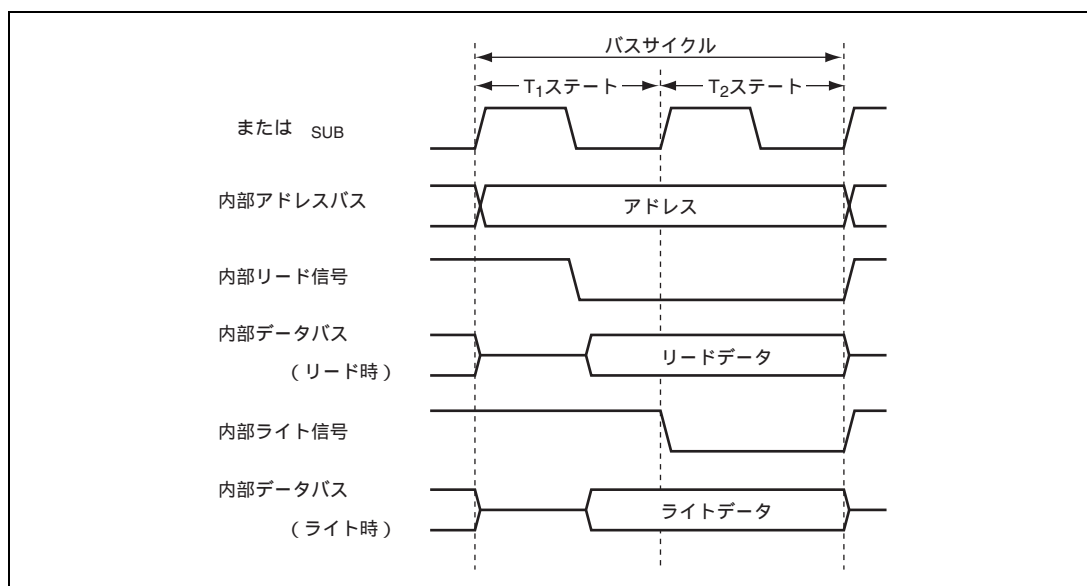 バスサイクル
T₁ステート
T₂ステート
または SUB
内部アドレスバス
アドレス
内部リード信号
内部データバス
(リード時)
リードデータ
内部ライト信号
内部データバス
(ライト時)
ライトデータ